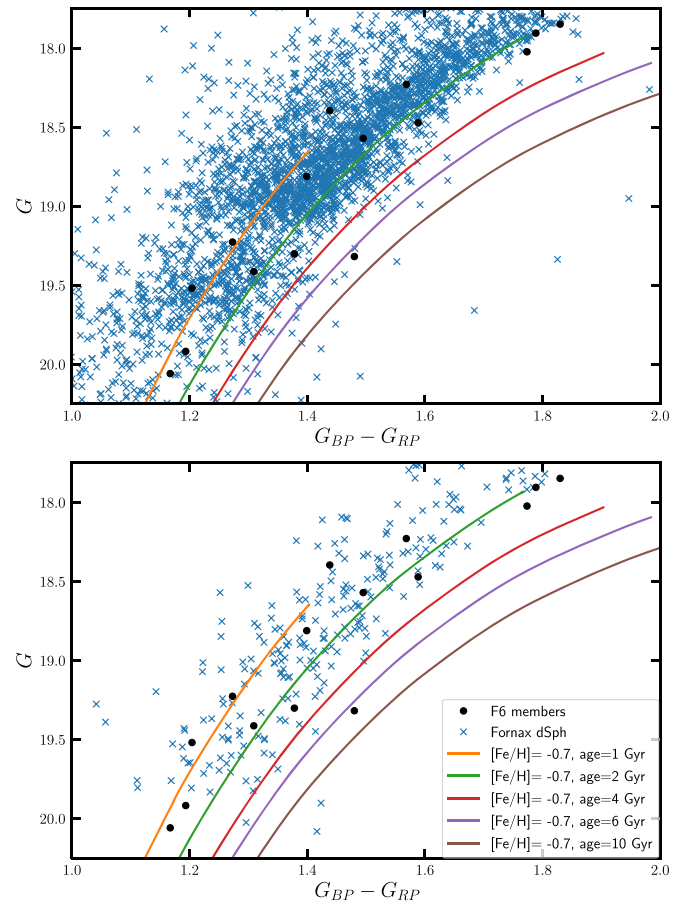 18.0
18.5
19.0
19.5
20.0
G
1.0 1.2 1.4 1.6 1.8 2.0
G_BP − G_RP
18.0
18.5
19.0
19.5
20.0
G
F6 members
Fornax dSph
[Fe/H]= -0.7, age=1 Gyr
[Fe/H]= -0.7, age=2 Gyr
[Fe/H]= -0.7, age=4 Gyr
[Fe/H]= -0.7, age=6 Gyr
[Fe/H]= -0.7, age=10 Gyr
1.0 1.2 1.4 1.6 1.8 2.0
G_BP − G_RP